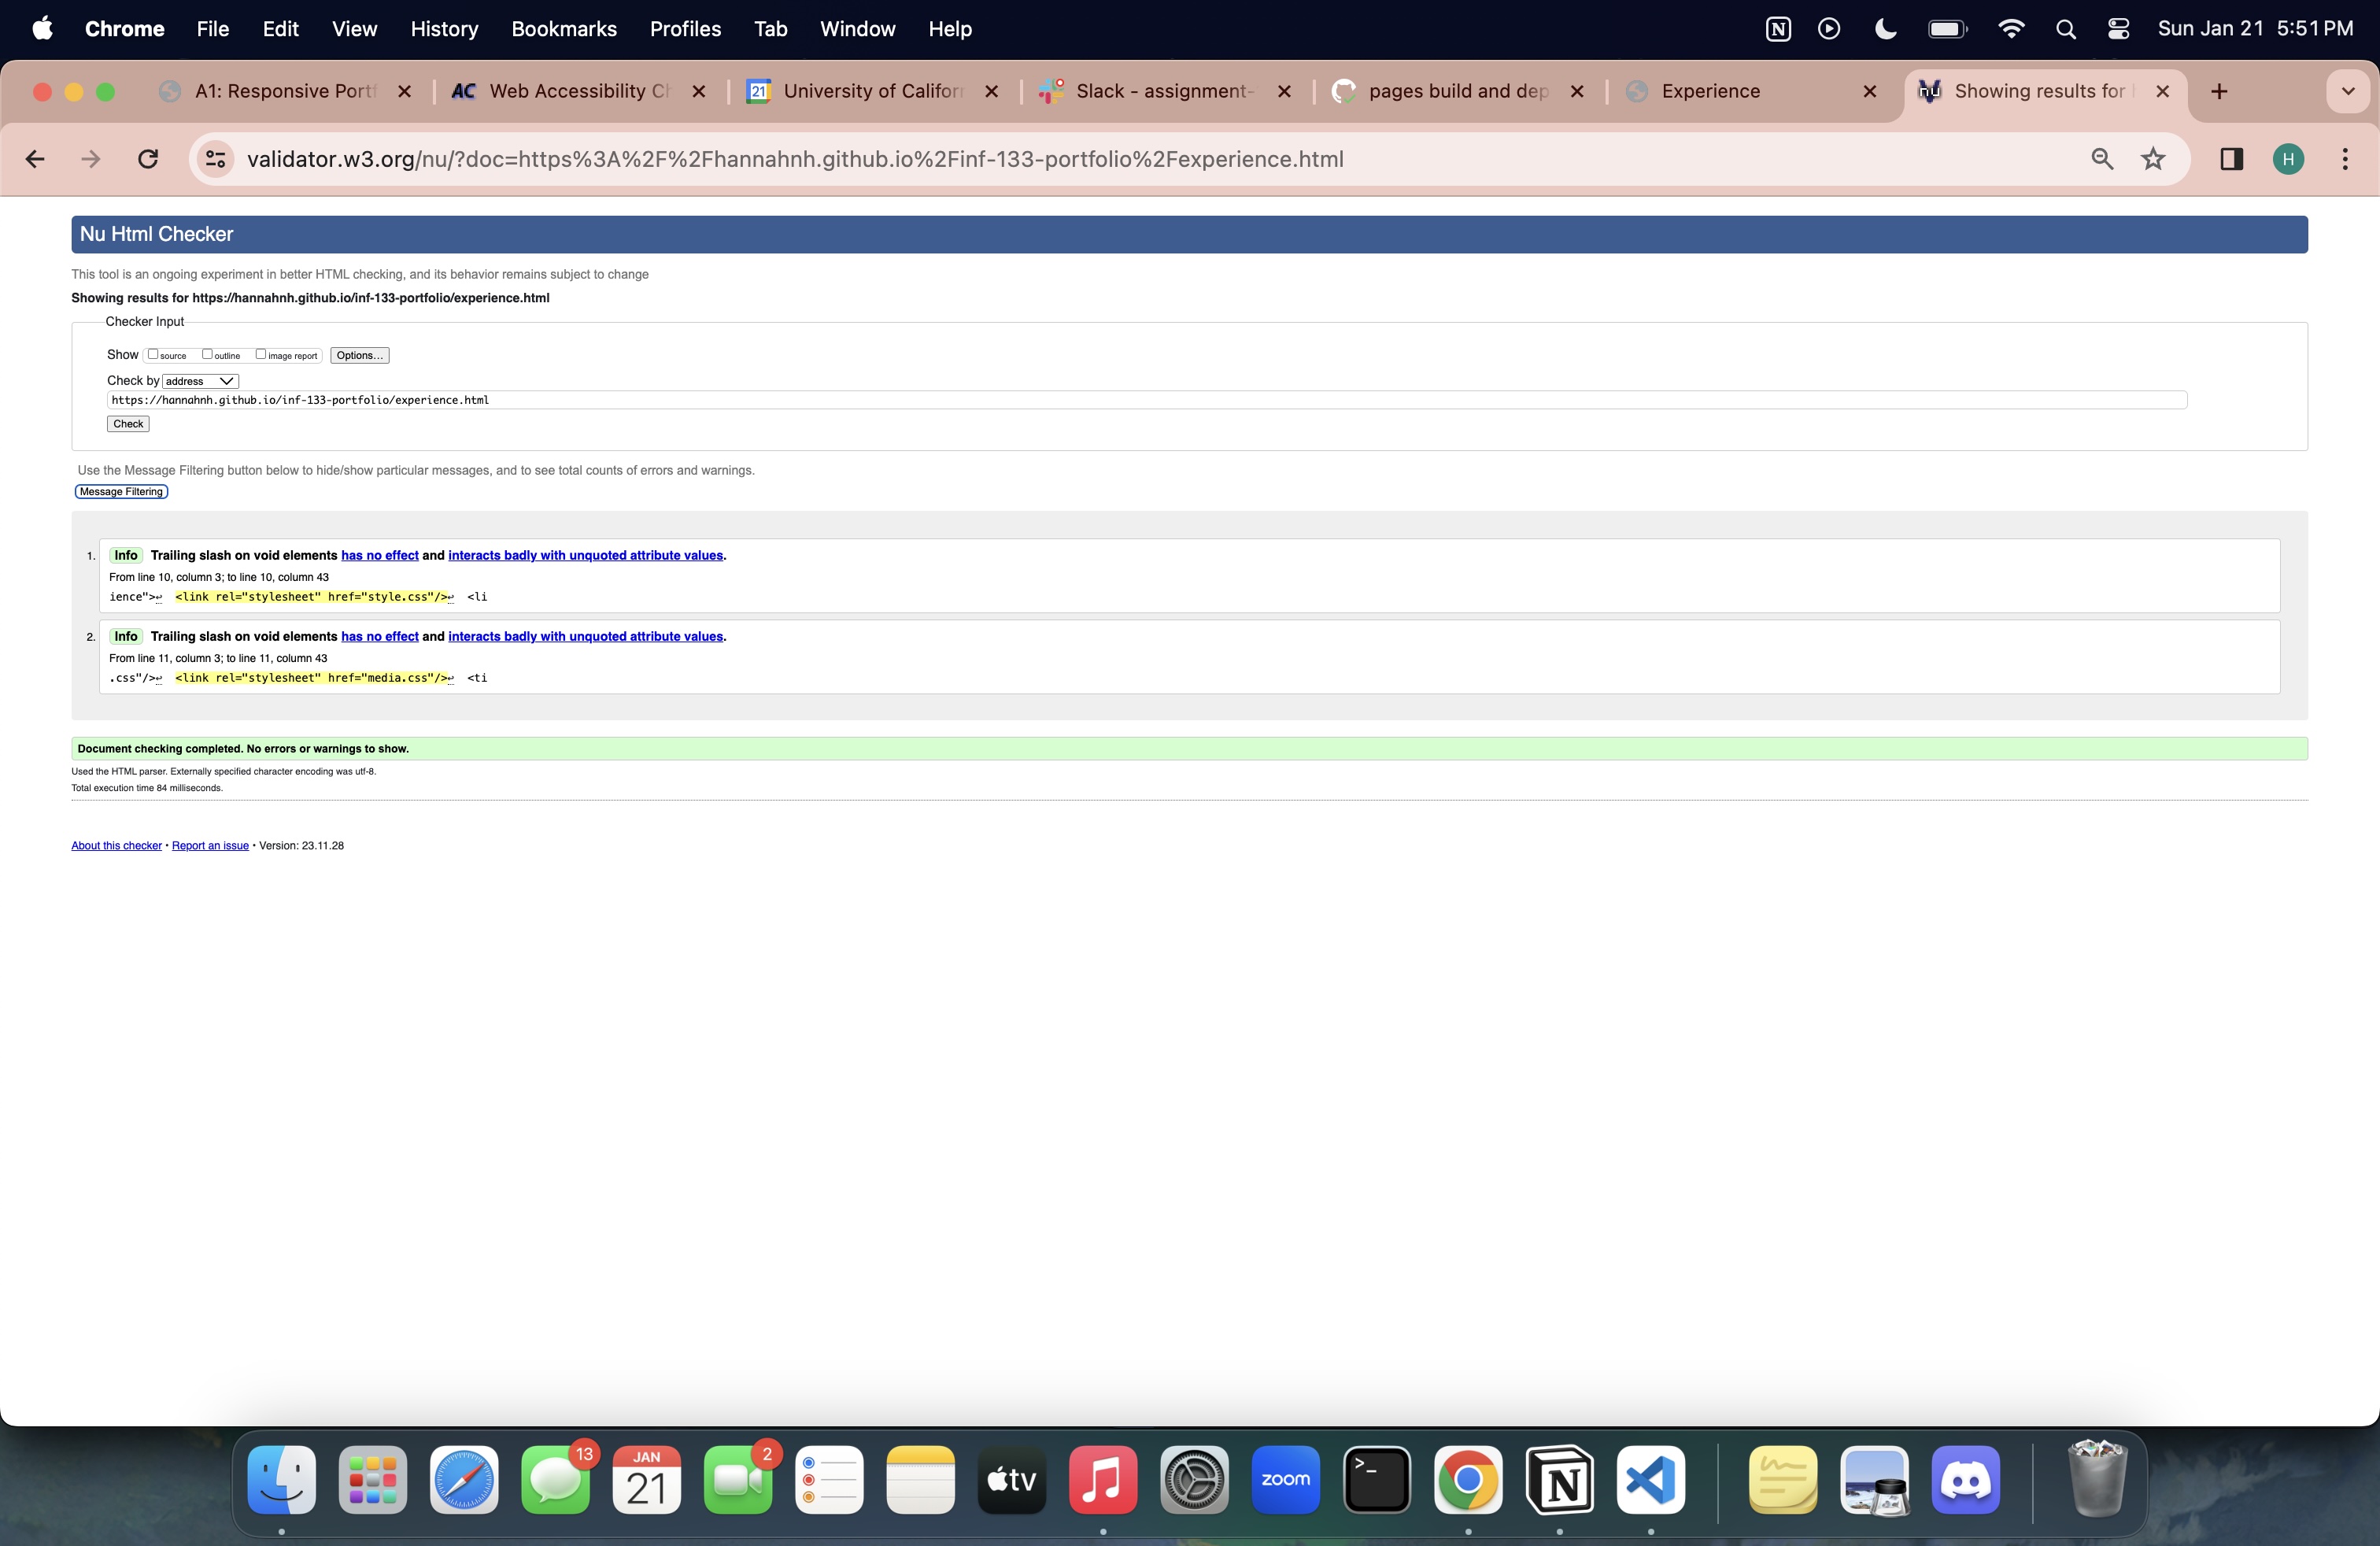 Chrome File Edit View History Bookmarks Profiles Tab Window Help Sun Jan 21 5:51 PM
A1: Responsive Portf AC Web Accessibility Ch 21 University of Califor Slack - assignment- pages build and dep Experience nu Showing results for
validator.w3.org/nu/?doc=https%3A%2F%2Fhannahnh.github.io%2Finf-133-portfolio%2Fexperience.html H
Nu Html Checker
This tool is an ongoing experiment in better HTML checking, and its behavior remains subject to change
Showing results for https://hannahnh.github.io/inf-133-portfolio/experience.html
Checker Input
Show source outline image report Options...
Check by address
https://hannahnh.github.io/inf-133-portfolio/experience.html
Check
Use the Message Filtering button below to hide/show particular messages, and to see total counts of errors and warnings.
Message Filtering
1. Info Trailing slash on void elements has no effect and interacts badly with unquoted attribute values.
From line 10, column 3; to line 10, column 43
ience">↩ <link rel="stylesheet" href="style.css"/>↩ <li
2. Info Trailing slash on void elements has no effect and interacts badly with unquoted attribute values.
From line 11, column 3; to line 11, column 43
.css"/>↩ <link rel="stylesheet" href="media.css"/>↩ <ti
Document checking completed. No errors or warnings to show.
Used the HTML parser. Externally specified character encoding was utf-8.
Total execution time 84 milliseconds.
About this checker • Report an issue • Version: 23.11.28
13 JAN 21 2 tv zoom >_ N